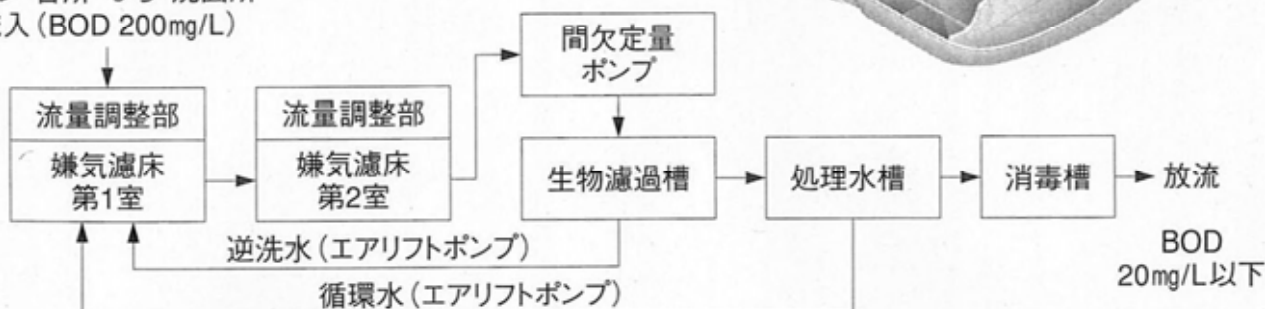 流入(BOD 200mg/L)
間欠定量
ポンプ
流量調整部
嫌気濾床
第1室
流量調整部
嫌気濾床
第2室
生物濾過槽
処理水槽
消毒槽
放流
逆洗水(エアリフトポンプ)
循環水(エアリフトポンプ)
BOD
20mg/L以下